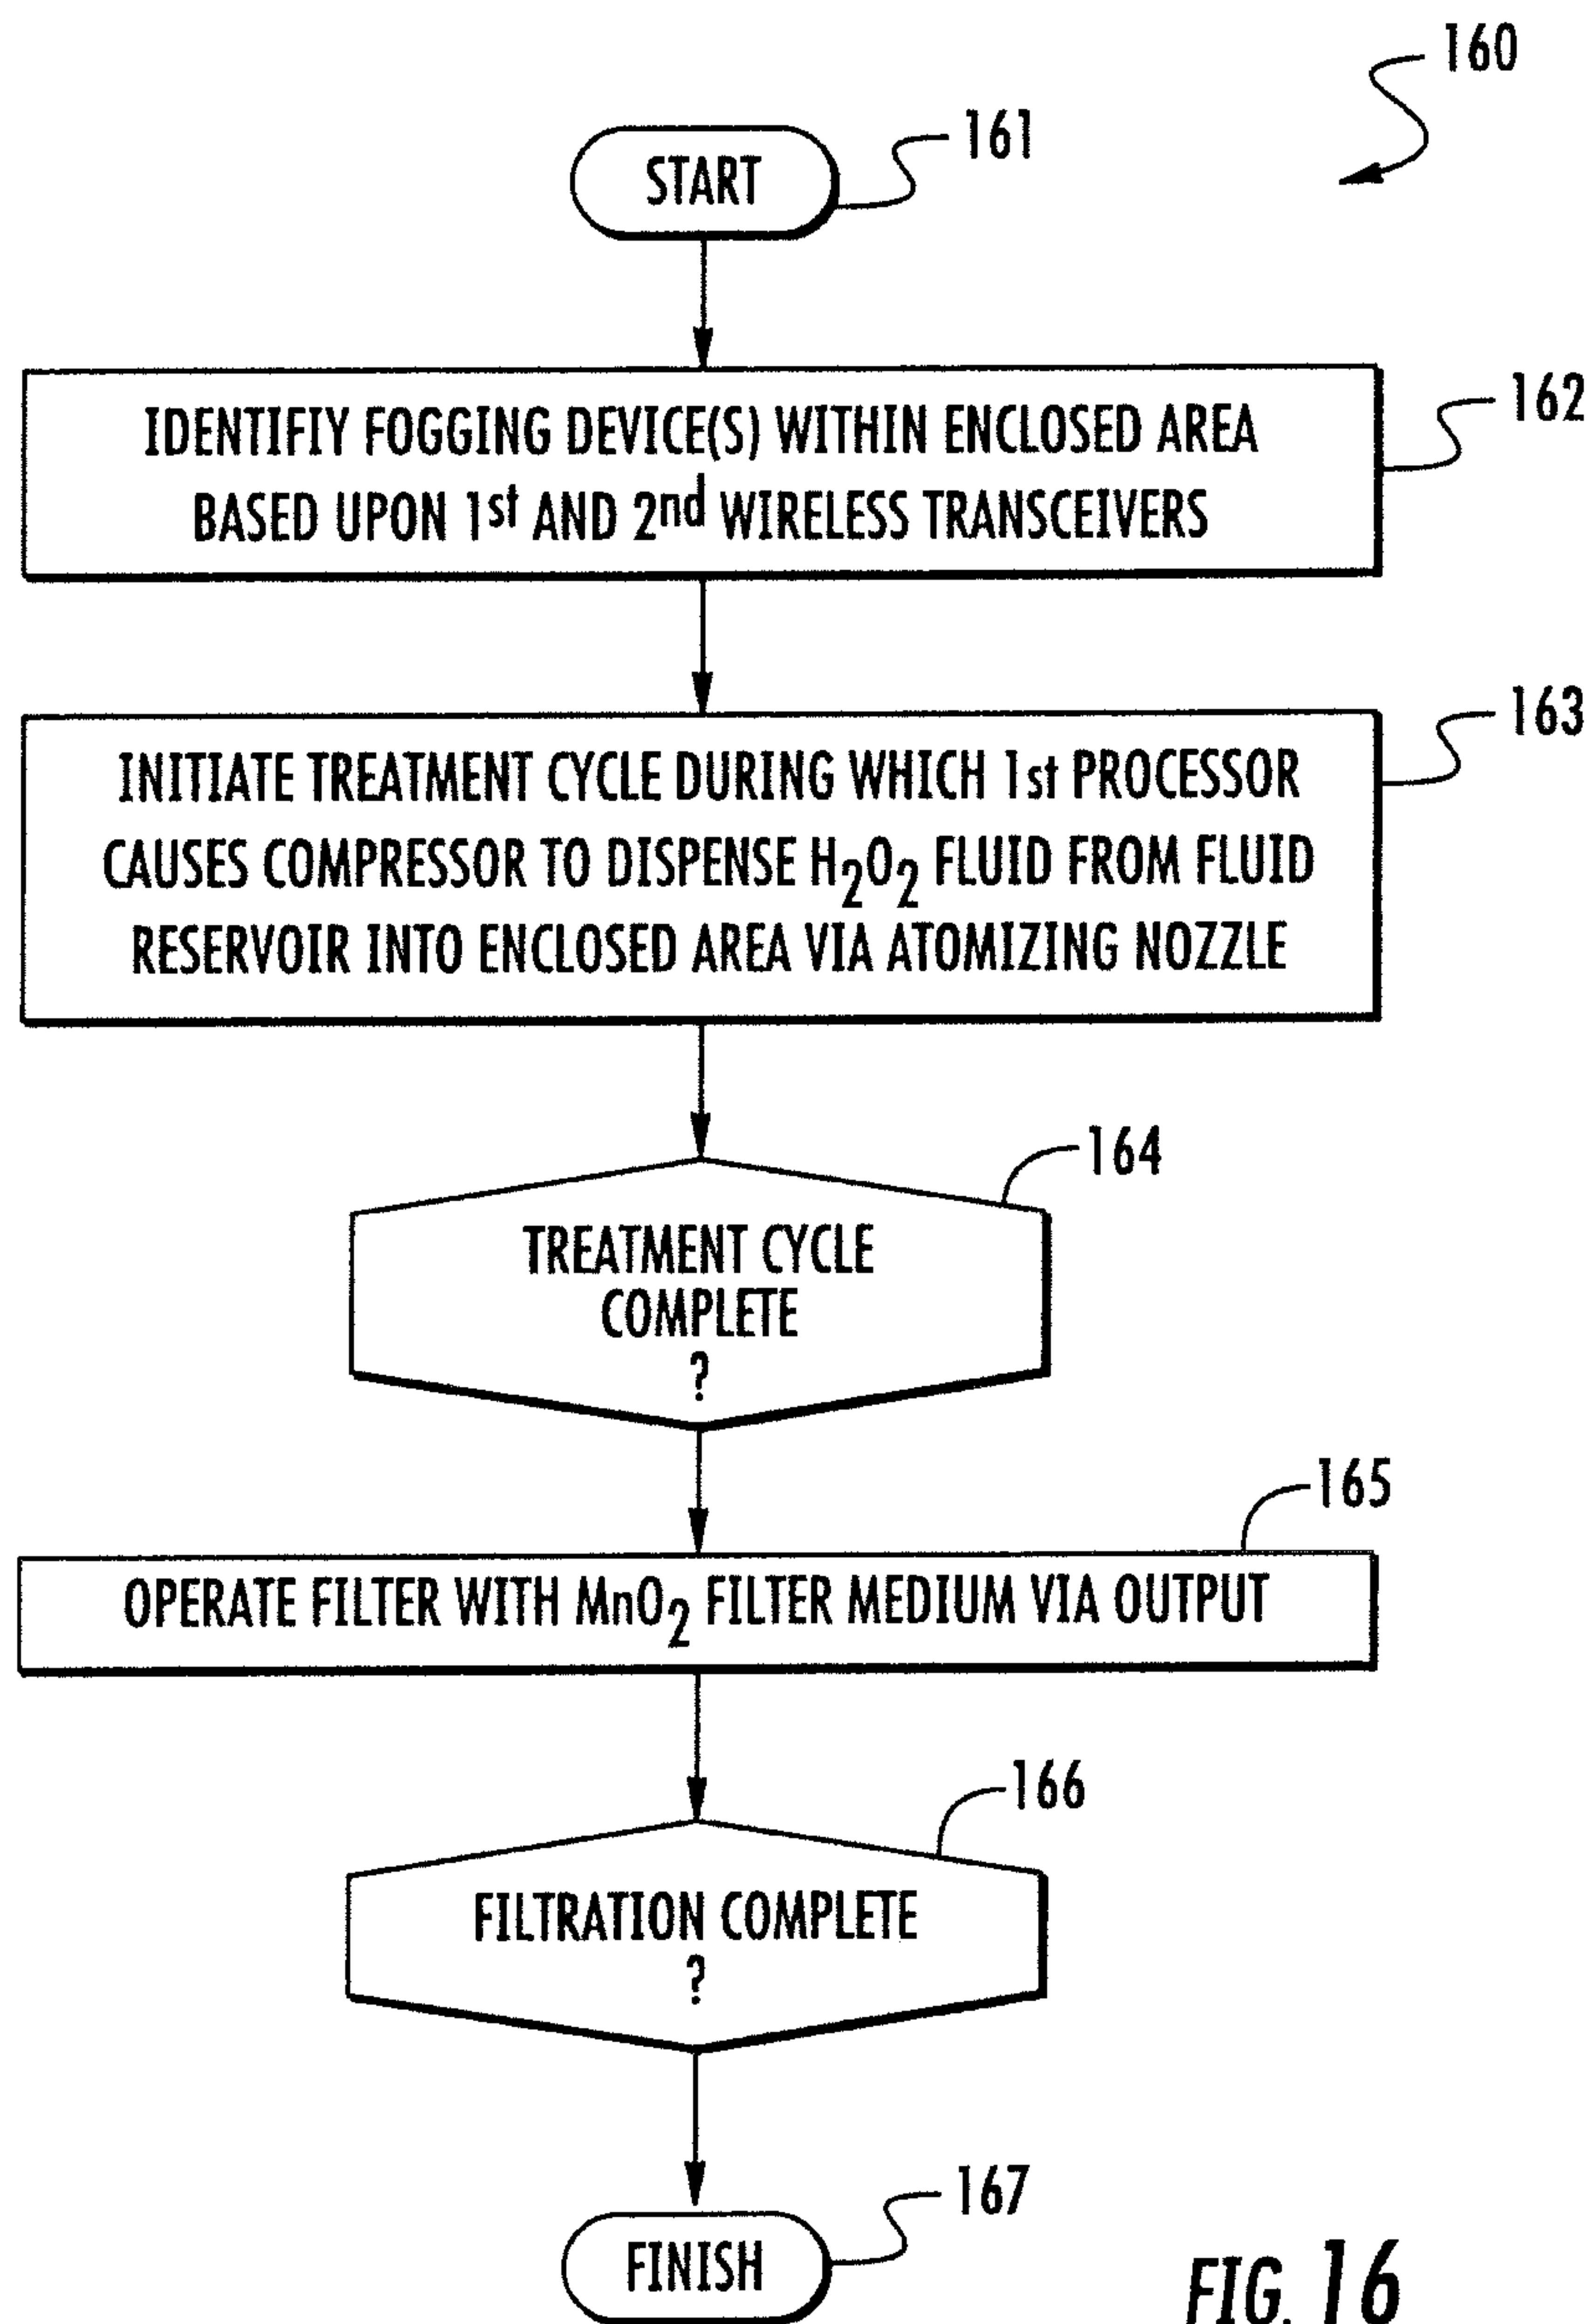 160
161
START
162
IDENTIFIY FOGGING DEVICE(S) WITHIN ENCLOSED AREA
BASED UPON 1st AND 2nd WIRELESS TRANSCEIVERS
163
INITIATE TREATMENT CYCLE DURING WHICH 1st PROCESSOR
CAUSES COMPRESSOR TO DISPENSE H2O2 FLUID FROM FLUID
RESERVOIR INTO ENCLOSED AREA VIA ATOMIZING NOZZLE
164
TREATMENT CYCLE
COMPLETE
?
165
OPERATE FILTER WITH MnO2 FILTER MEDIUM VIA OUTPUT
166
FILTRATION COMPLETE
?
167
FINISH
FIG. 16